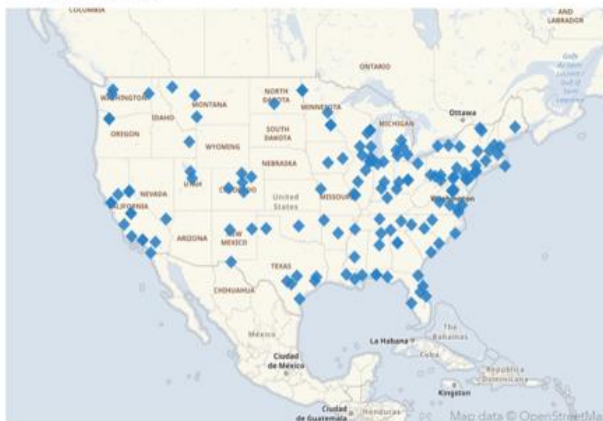 COLUMBIA
AND
LABRADOR
ONTARIO
WASHINGTON
NORTH
DAKOTA
MONTANA
MINNESOTA
Ottawa
OREGON
IDAHO
SOUTH
DAKOTA
MICHIGAN
WYOMING
NEBRASKA
NEVADA
UTAH
COLORADO
United
States
MISSOURI
Washington
CALIFORNIA
ARIZONA
NEW
MEXICO
TEXAS
CHIHUAHUA
México
The
Bahamas
La Habana
Cuba
Ciudad
de México
República
Dominicana
Kingston
Ciudad
de Guatemala
Honduras
Map data © OpenStreetMa